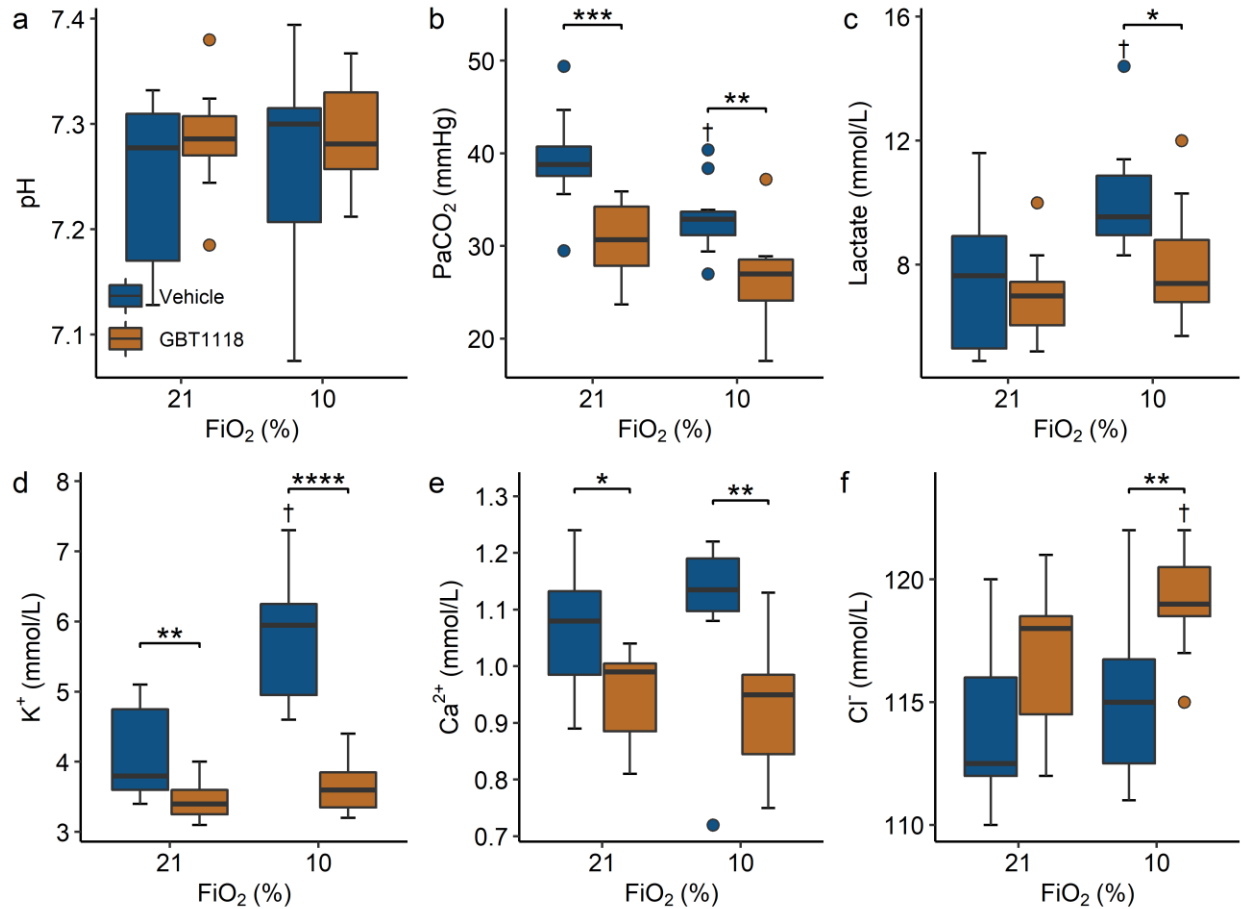 a
pH
7.4
7.3
7.2
7.1
Vehicle
GBT1118
21
10
FiO₂ (%)
b
PaCO₂ (mmHg)
50
40
30
20
***
**
†
21
10
FiO₂ (%)
c
Lactate (mmol/L)
16
12
8
*
†
21
10
FiO₂ (%)
d
K⁺ (mmol/L)
8
7
6
5
4
3
**
****
†
21
10
FiO₂ (%)
e
Ca²⁺ (mmol/L)
1.3
1.2
1.1
1.0
0.9
0.8
0.7
*
**
21
10
FiO₂ (%)
f
Cl⁻ (mmol/L)
120
115
110
**
†
21
10
FiO₂ (%)